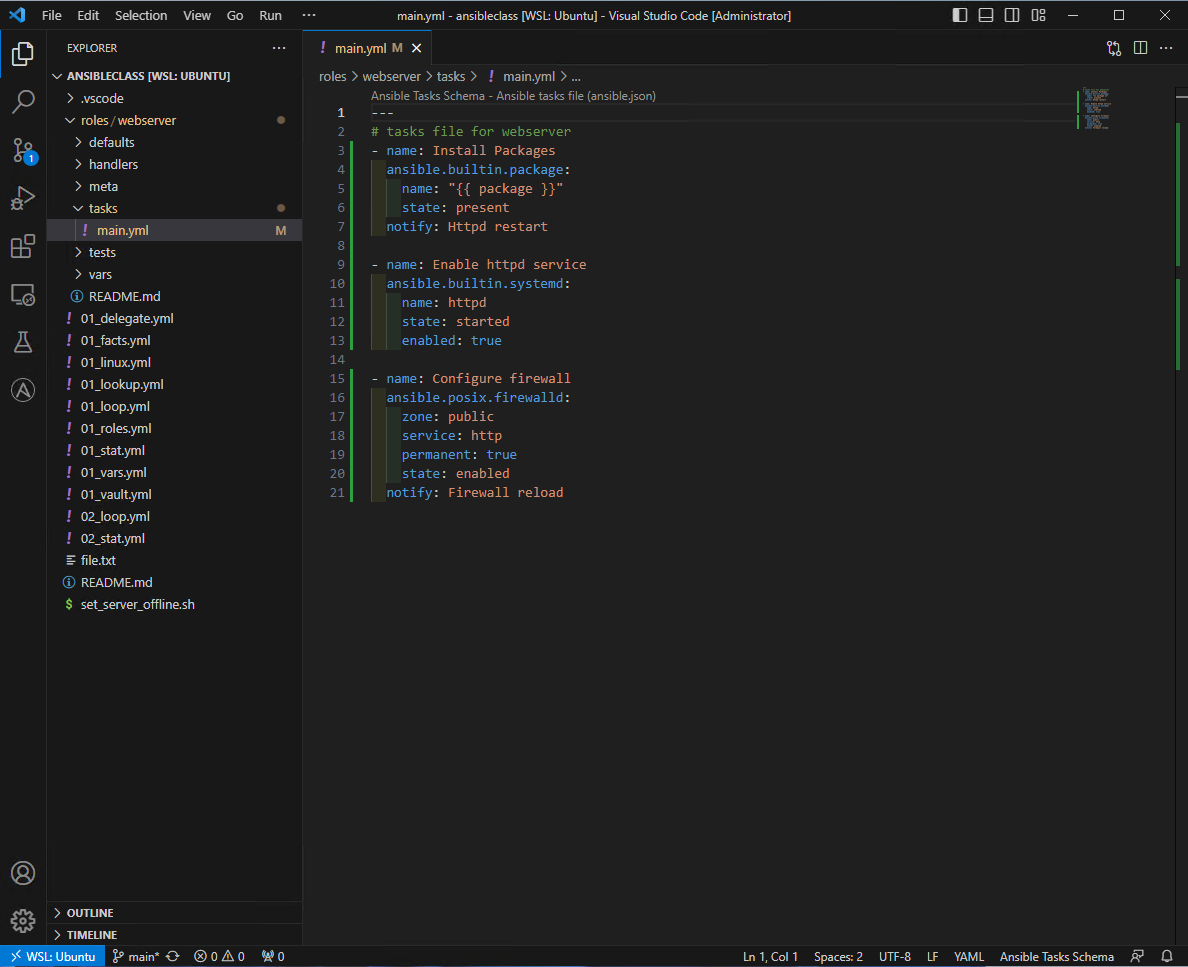 File Edit Selection View Go Run ··· main.yml - ansibleclass [WSL: Ubuntu] - Visual Studio Code [Administrator]
EXPLORER ···
ANSIBLECLASS [WSL: UBUNTU]
.vscode
roles / webserver
defaults
handlers
meta
tasks
! main.yml M
tests
vars
README.md
! 01_delegate.yml
! 01_facts.yml
! 01_linux.yml
! 01_lookup.yml
! 01_loop.yml
! 01_roles.yml
! 01_stat.yml
! 01_vars.yml
! 01_vault.yml
! 02_loop.yml
! 02_stat.yml
file.txt
README.md
$ set_server_offline.sh
OUTLINE
TIMELINE
1
! main.yml M
roles > webserver > tasks > ! main.yml > ...
Ansible Tasks Schema - Ansible tasks file (ansible.json)
1 ---
2 # tasks file for webserver
3 - name: Install Packages
4 ansible.builtin.package:
5 name: "{{ package }}"
6 state: present
7 notify: Httpd restart
8
9 - name: Enable httpd service
10 ansible.builtin.systemd:
11 name: httpd
12 state: started
13 enabled: true
14
15 - name: Configure firewall
16 ansible.posix.firewalld:
17 zone: public
18 service: http
19 permanent: true
20 state: enabled
21 notify: Firewall reload
WSL: Ubuntu main* 0 0 0 Ln 1, Col 1 Spaces: 2 UTF-8 LF YAML Ansible Tasks Schema